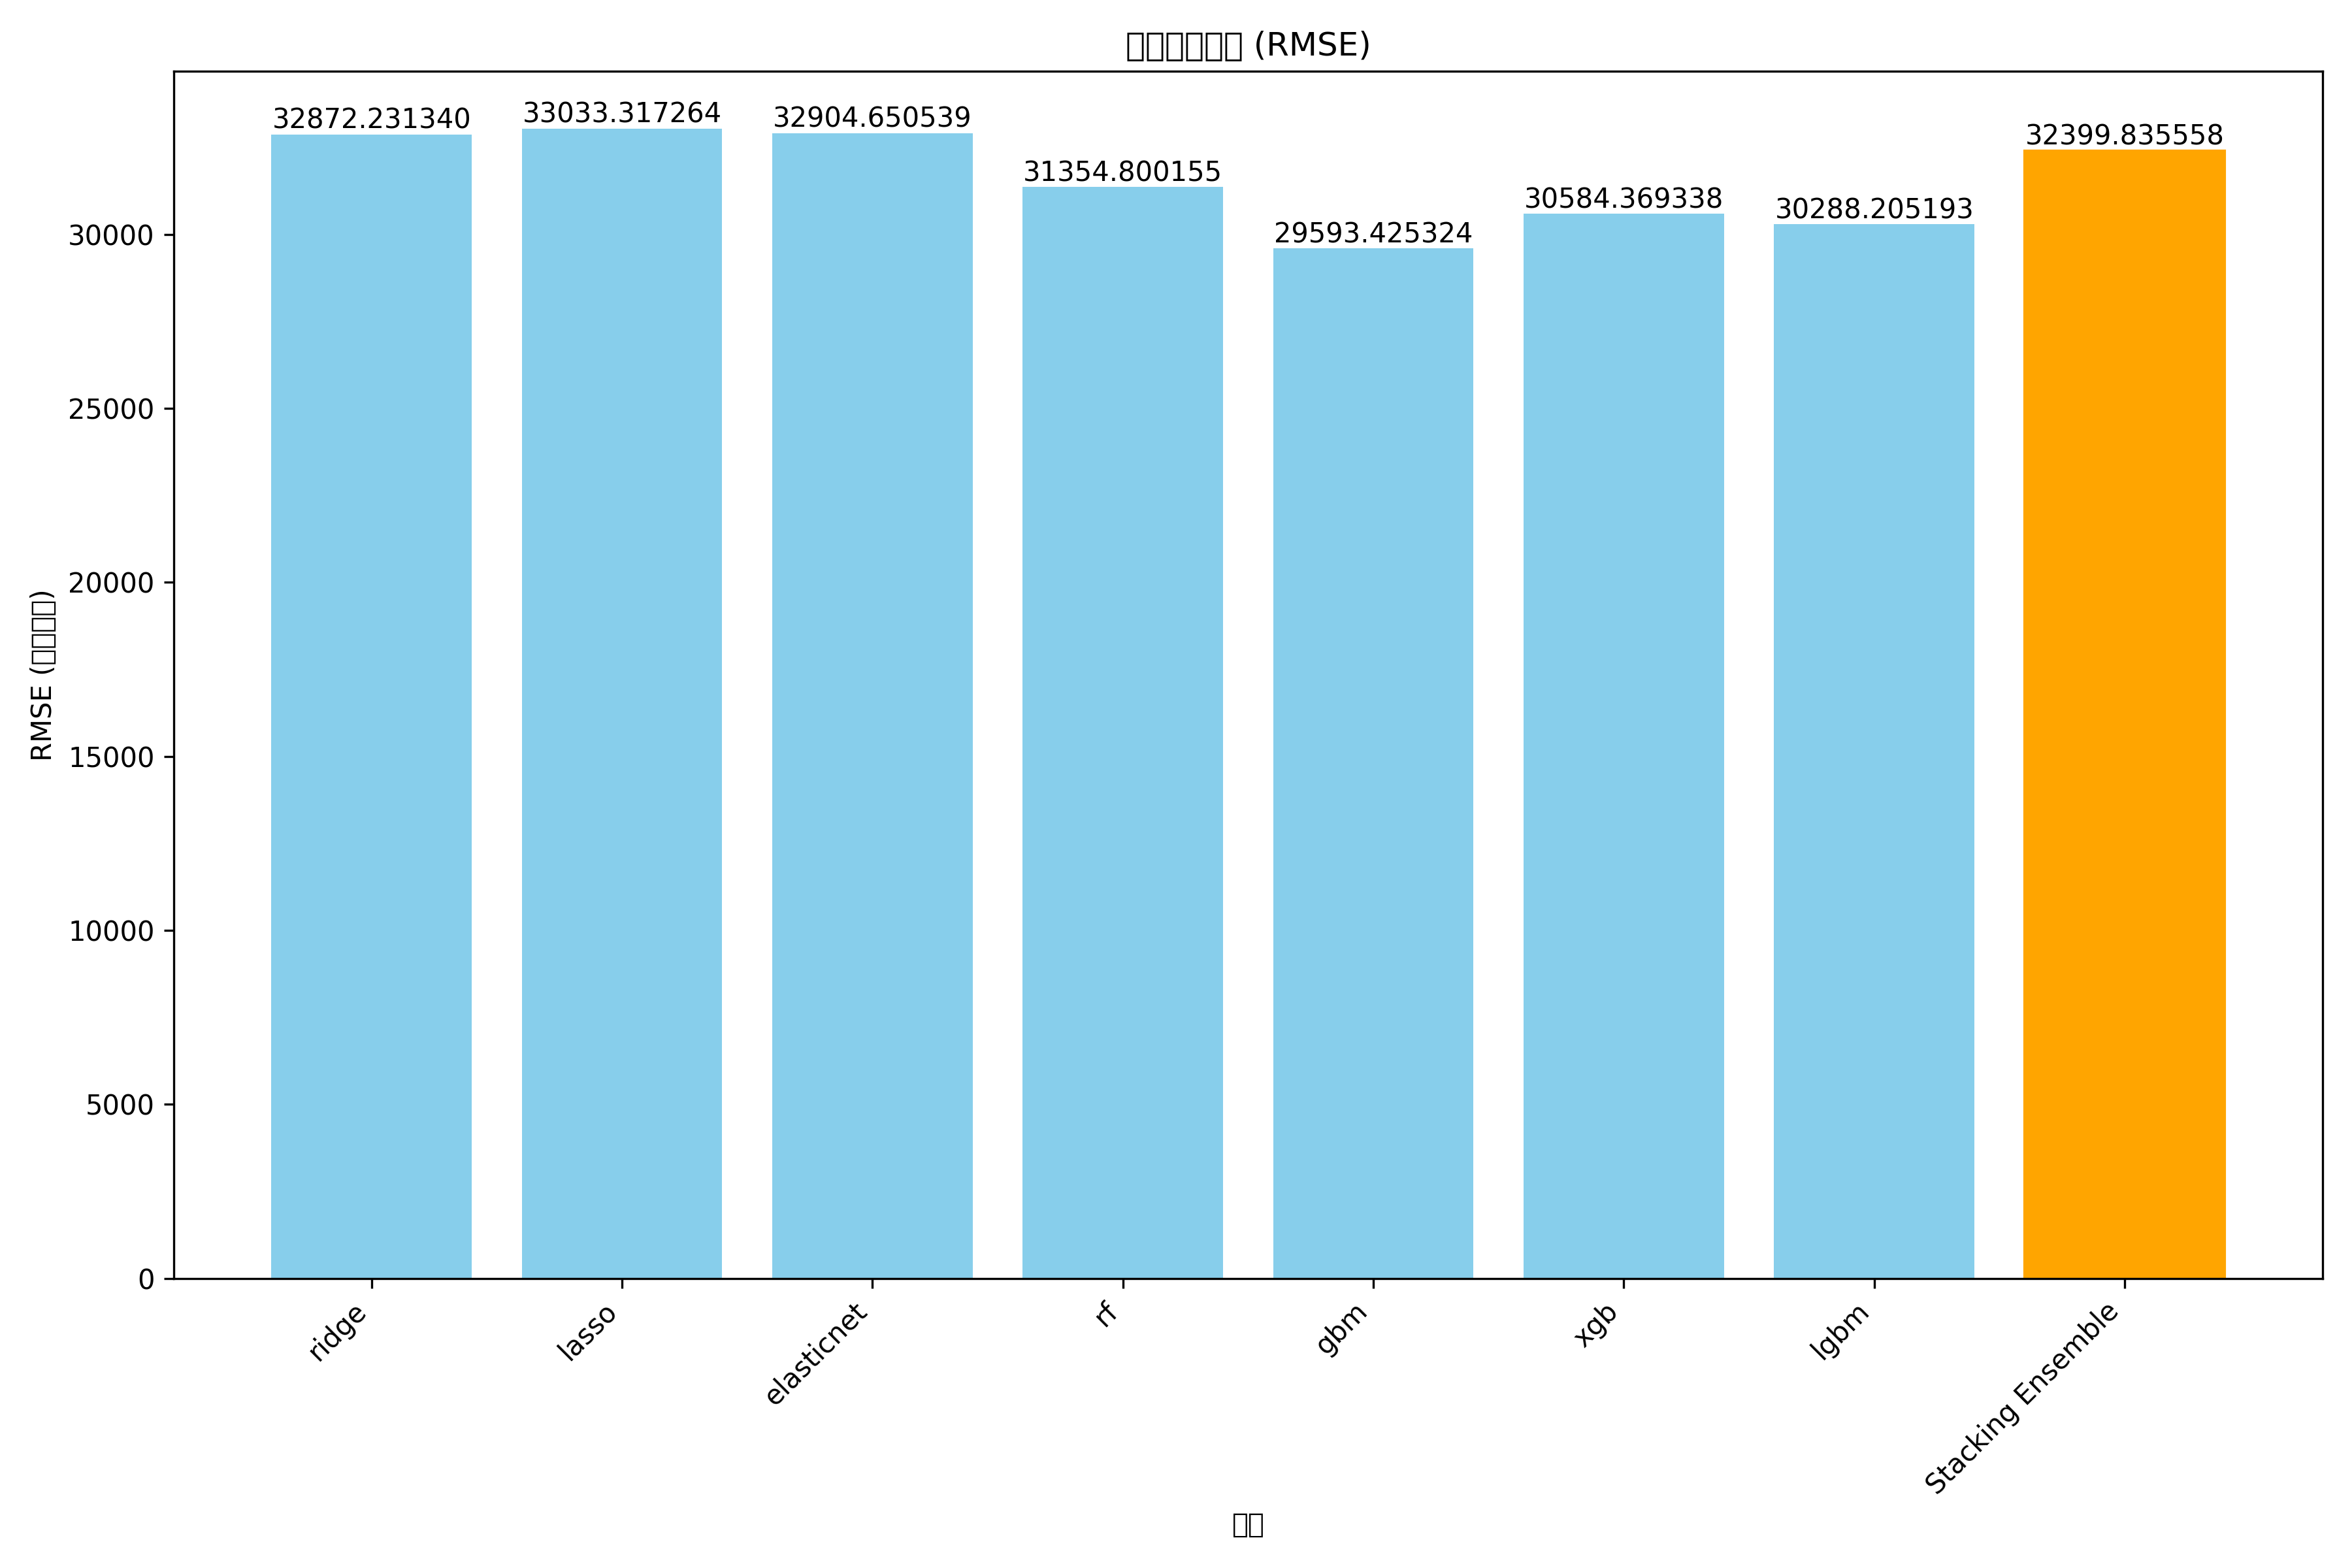 (RMSE)
32872.231340
33033.317264
32904.650539
31354.800155
29593.425324
30584.369338
30288.205193
32399.835558
30000
25000
20000
15000
10000
5000
0
RMSE
ridge
lasso
elasticnet
rf
gbm
xgb
lgbm
Stacking Ensemble